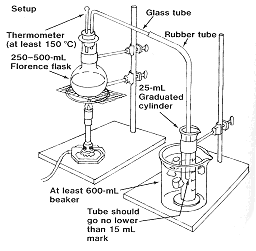 Setup
Glass tube
Rubber tube
Thermometer
(at least 150 °C)
250–500-mL
Florence flask
25-mL
Graduated
cylinder
At least 600-mL
beaker
Tube should
go no lower
than 15 mL
mark